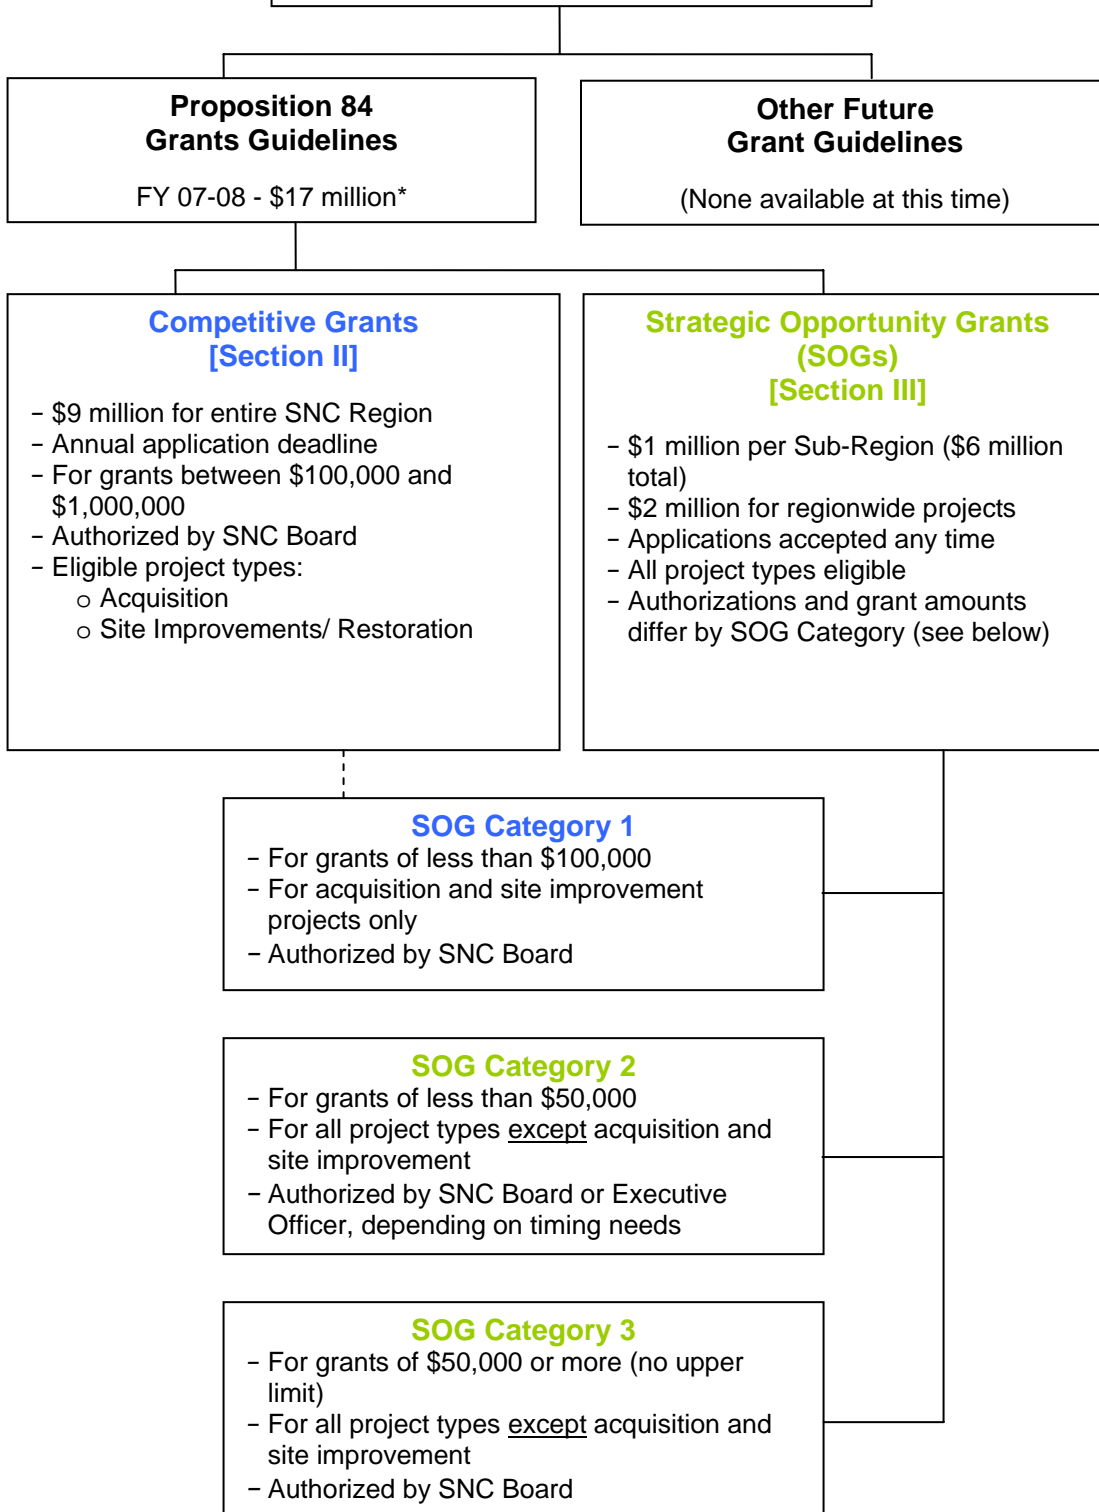 Proposition 84
Grants Guidelines
FY 07-08 - $17 million*
Other Future
Grant Guidelines
(None available at this time)
Competitive Grants
[Section II]
- $9 million for entire SNC Region
- Annual application deadline
- For grants between $100,000 and
$1,000,000
- Authorized by SNC Board
- Eligible project types:
o Acquisition
o Site Improvements/ Restoration
Strategic Opportunity Grants
(SOGs)
[Section III]
- $1 million per Sub-Region ($6 million
total)
- $2 million for regionwide projects
- Applications accepted any time
- All project types eligible
- Authorizations and grant amounts
differ by SOG Category (see below)
SOG Category 1
- For grants of less than $100,000
- For acquisition and site improvement
projects only
- Authorized by SNC Board
SOG Category 2
- For grants of less than $50,000
- For all project types except acquisition and
site improvement
- Authorized by SNC Board or Executive
Officer, depending on timing needs
SOG Category 3
- For grants of $50,000 or more (no upper
limit)
- For all project types except acquisition and
site improvement
- Authorized by SNC Board